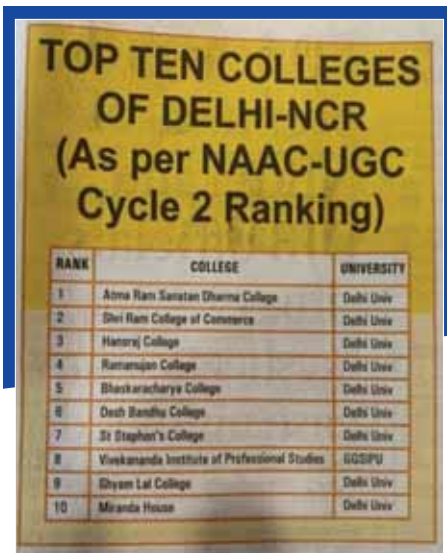 TOP TEN COLLEGES
OF DELHI-NCR
(As per NAAC-UGC
Cycle 2 Ranking)
RANK COLLEGE UNIVERSITY
1 Atma Ram Sanatan Dharma College Delhi Univ
2 Shri Ram College of Commerce Delhi Univ
3 Hansraj College Delhi Univ
4 Ramanujan College Delhi Univ
5 Bhaskaracharya College Delhi Univ
6 Desh Bandhu College Delhi Univ
7 St Stephen's College Delhi Univ
8 Vivekananda Institute of Professional Studies GGSIPU
9 Shyam Lal College Delhi Univ
10 Miranda House Delhi Univ